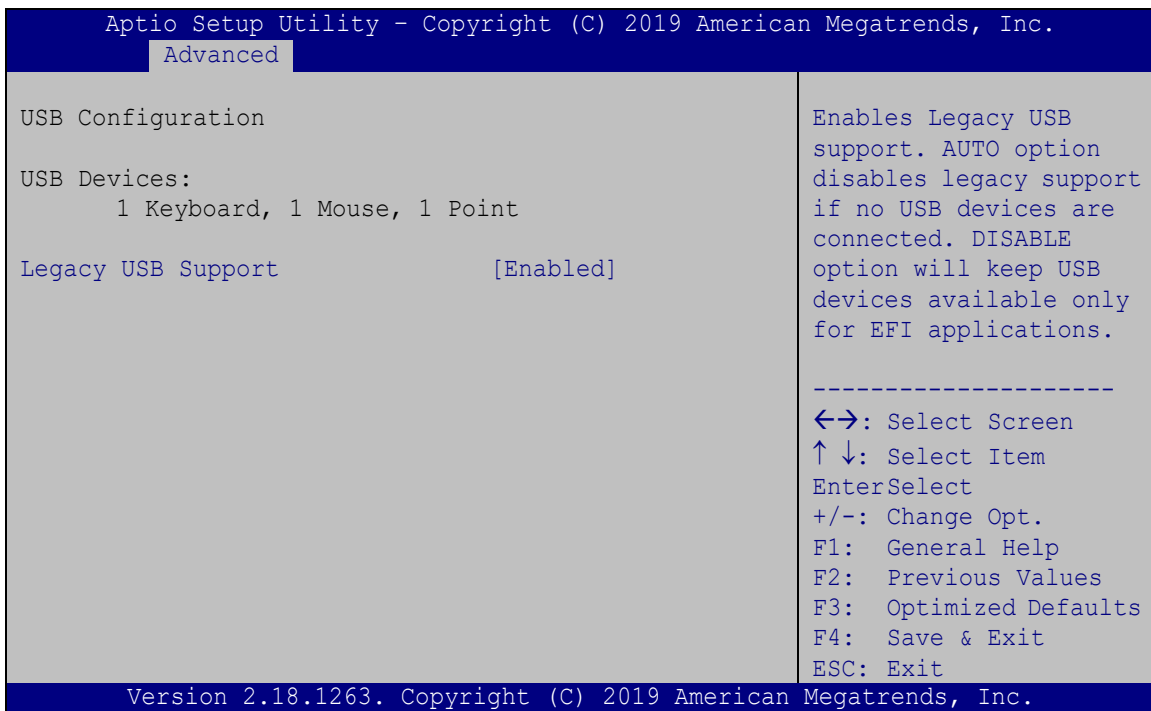 Aptio Setup Utility – Copyright (C) 2019 American Megatrends, Inc.
Advanced
USB Configuration
USB Devices:
1 Keyboard, 1 Mouse, 1 Point
Legacy USB Support [Enabled]
Enables Legacy USB
support. AUTO option
disables legacy support
if no USB devices are
connected. DISABLE
option will keep USB
devices available only
for EFI applications.
----------------------
←→: Select Screen
↑ ↓: Select Item
EnterSelect
+/-: Change Opt.
F1: General Help
F2: Previous Values
F3: Optimized Defaults
F4: Save & Exit
ESC: Exit
Version 2.18.1263. Copyright (C) 2019 American Megatrends, Inc.